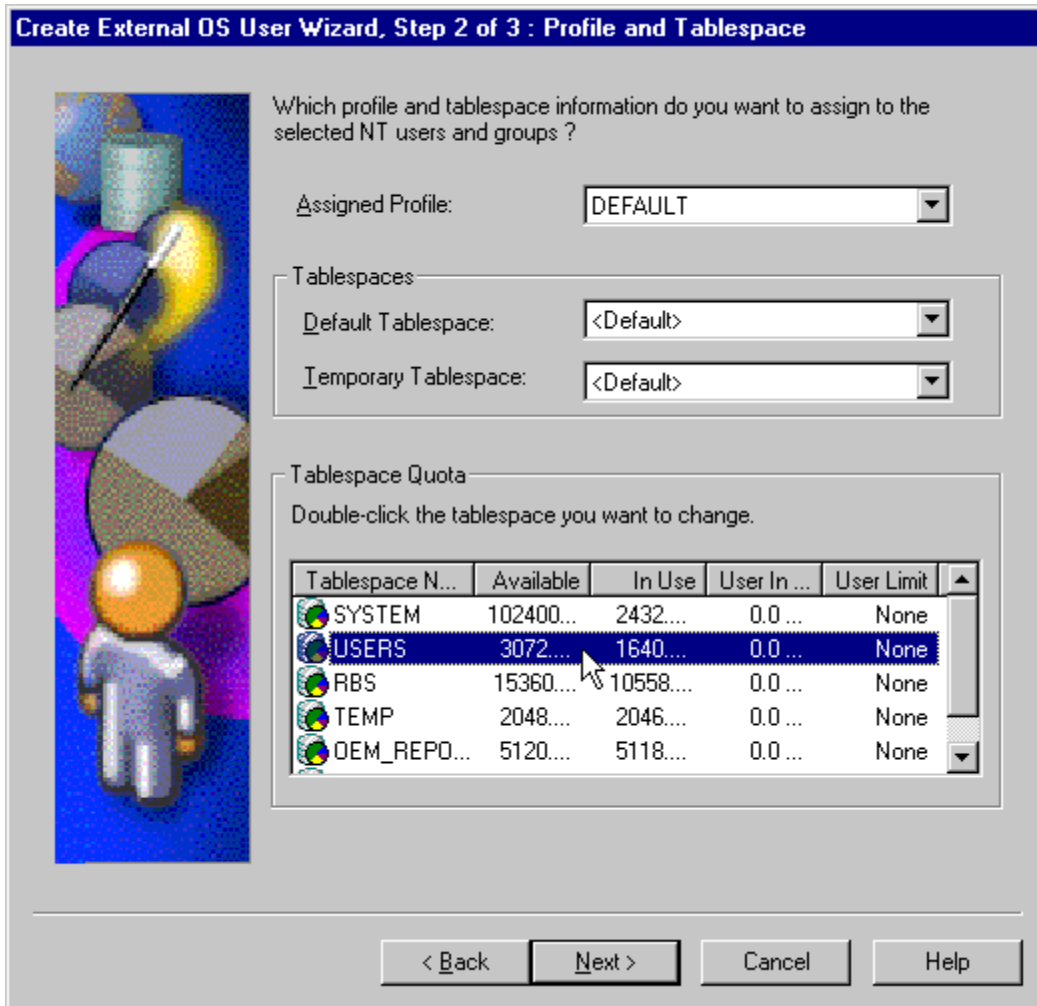 Create External OS User Wizard, Step 2 of 3 : Profile and Tablespace
Which profile and tablespace information do you want to assign to the
selected NT users and groups ?
Assigned Profile: DEFAULT
Tablespaces
Default Tablespace: <Default>
Temporary Tablespace: <Default>
Tablespace Quota
Double-click the tablespace you want to change.
Tablespace N... Available In Use User In ... User Limit
SYSTEM 102400... 2432.... 0.0 ... None
USERS 3072.... 1640.... 0.0 ... None
RBS 15360.... 10558.... 0.0 ... None
TEMP 2048.... 2046.... 0.0 ... None
OEM_REPO... 5120.... 5118.... 0.0 ... None
< Back Next > Cancel Help